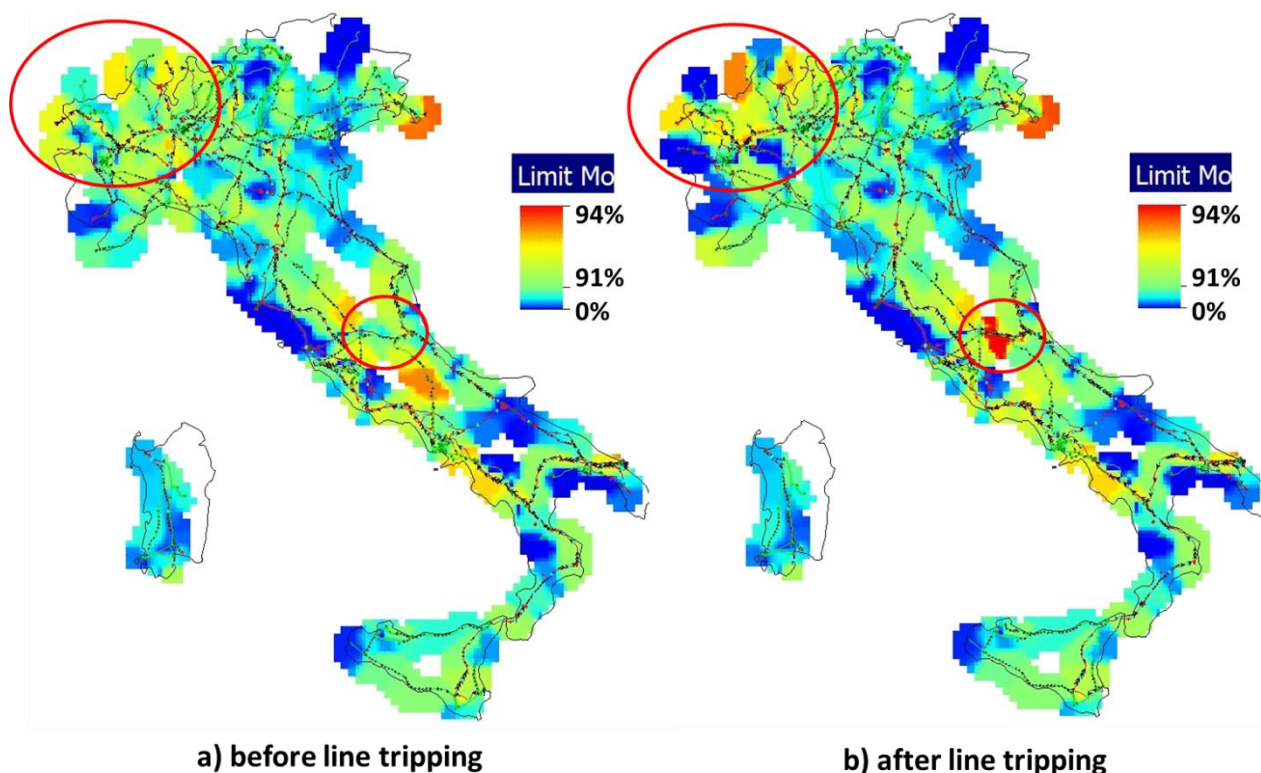 Limit Mo
94%
91%
0%
Limit Mo
94%
91%
0%
a) before line tripping
b) after line tripping